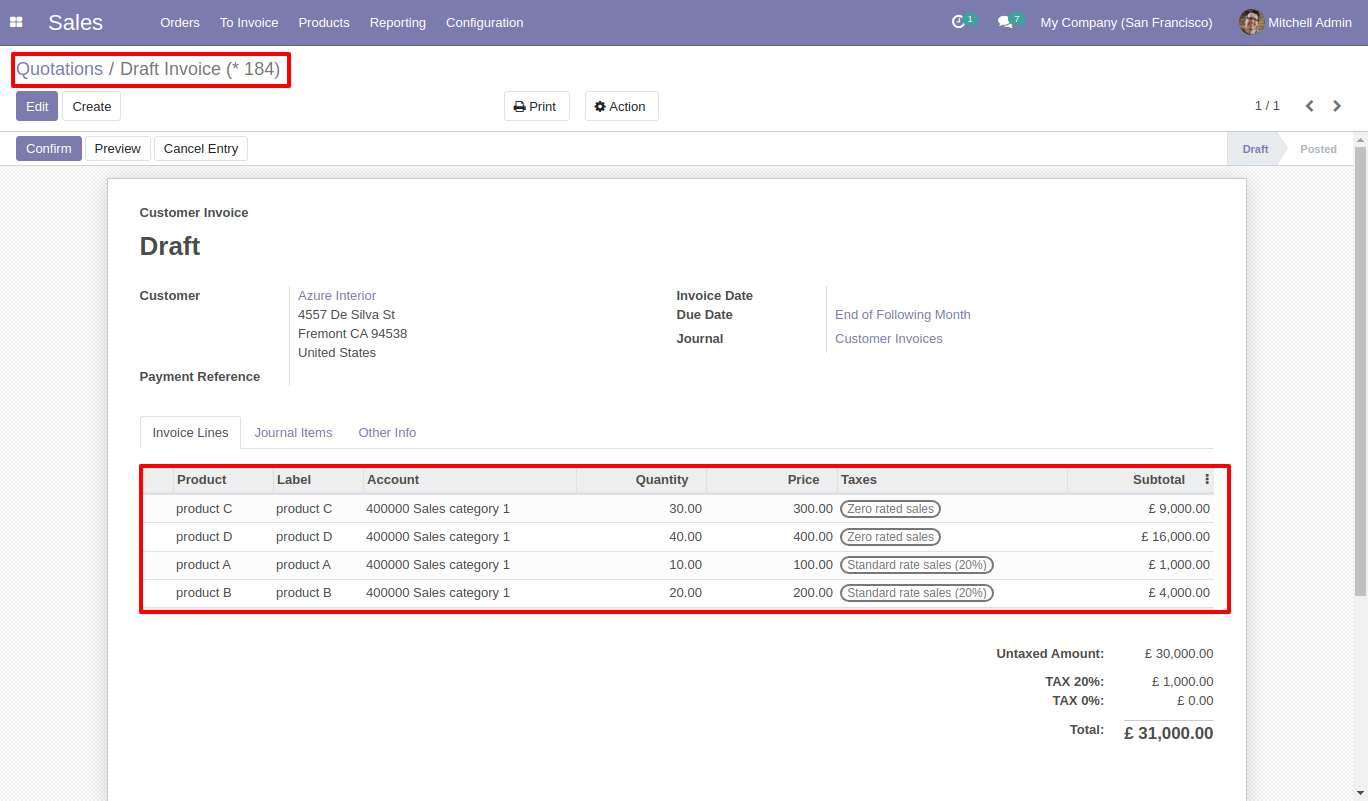 Sales Orders To Invoice Products Reporting Configuration 1 7 My Company (San Francisco) Mitchell Admin
Quotations / Draft Invoice (* 184)
Edit Create Print Action 1 / 1
Confirm Preview Cancel Entry Draft Posted
Customer Invoice
Draft
Customer Azure Interior Invoice Date
4557 De Silva St Due Date End of Following Month
Fremont CA 94538 Journal Customer Invoices
United States
Payment Reference
Invoice Lines Journal Items Other Info
Product Label Account Quantity Price Taxes Subtotal
product C product C 400000 Sales category 1 30.00 300.00 Zero rated sales £ 9,000.00
product D product D 400000 Sales category 1 40.00 400.00 Zero rated sales £ 16,000.00
product A product A 400000 Sales category 1 10.00 100.00 Standard rate sales (20%) £ 1,000.00
product B product B 400000 Sales category 1 20.00 200.00 Standard rate sales (20%) £ 4,000.00
Untaxed Amount: £ 30,000.00
TAX 20%: £ 1,000.00
TAX 0%: £ 0.00
Total: £ 31,000.00